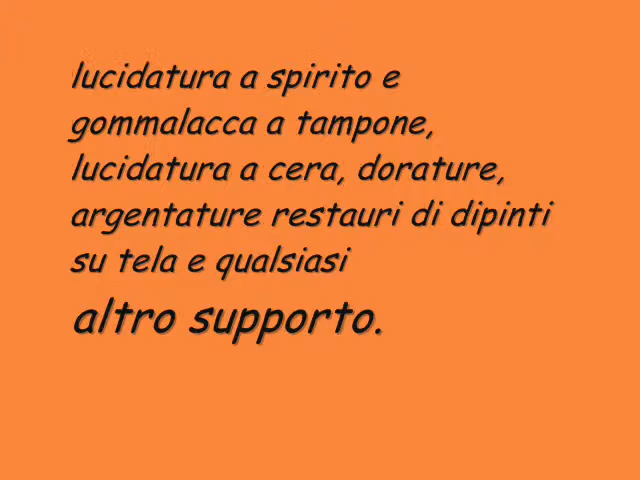 lucidatura a spirito e
gommalacca a tampone,
lucidatura a cera, dorature,
argentature restauri di dipinti
su tela e qualsiasi
altro supporto.